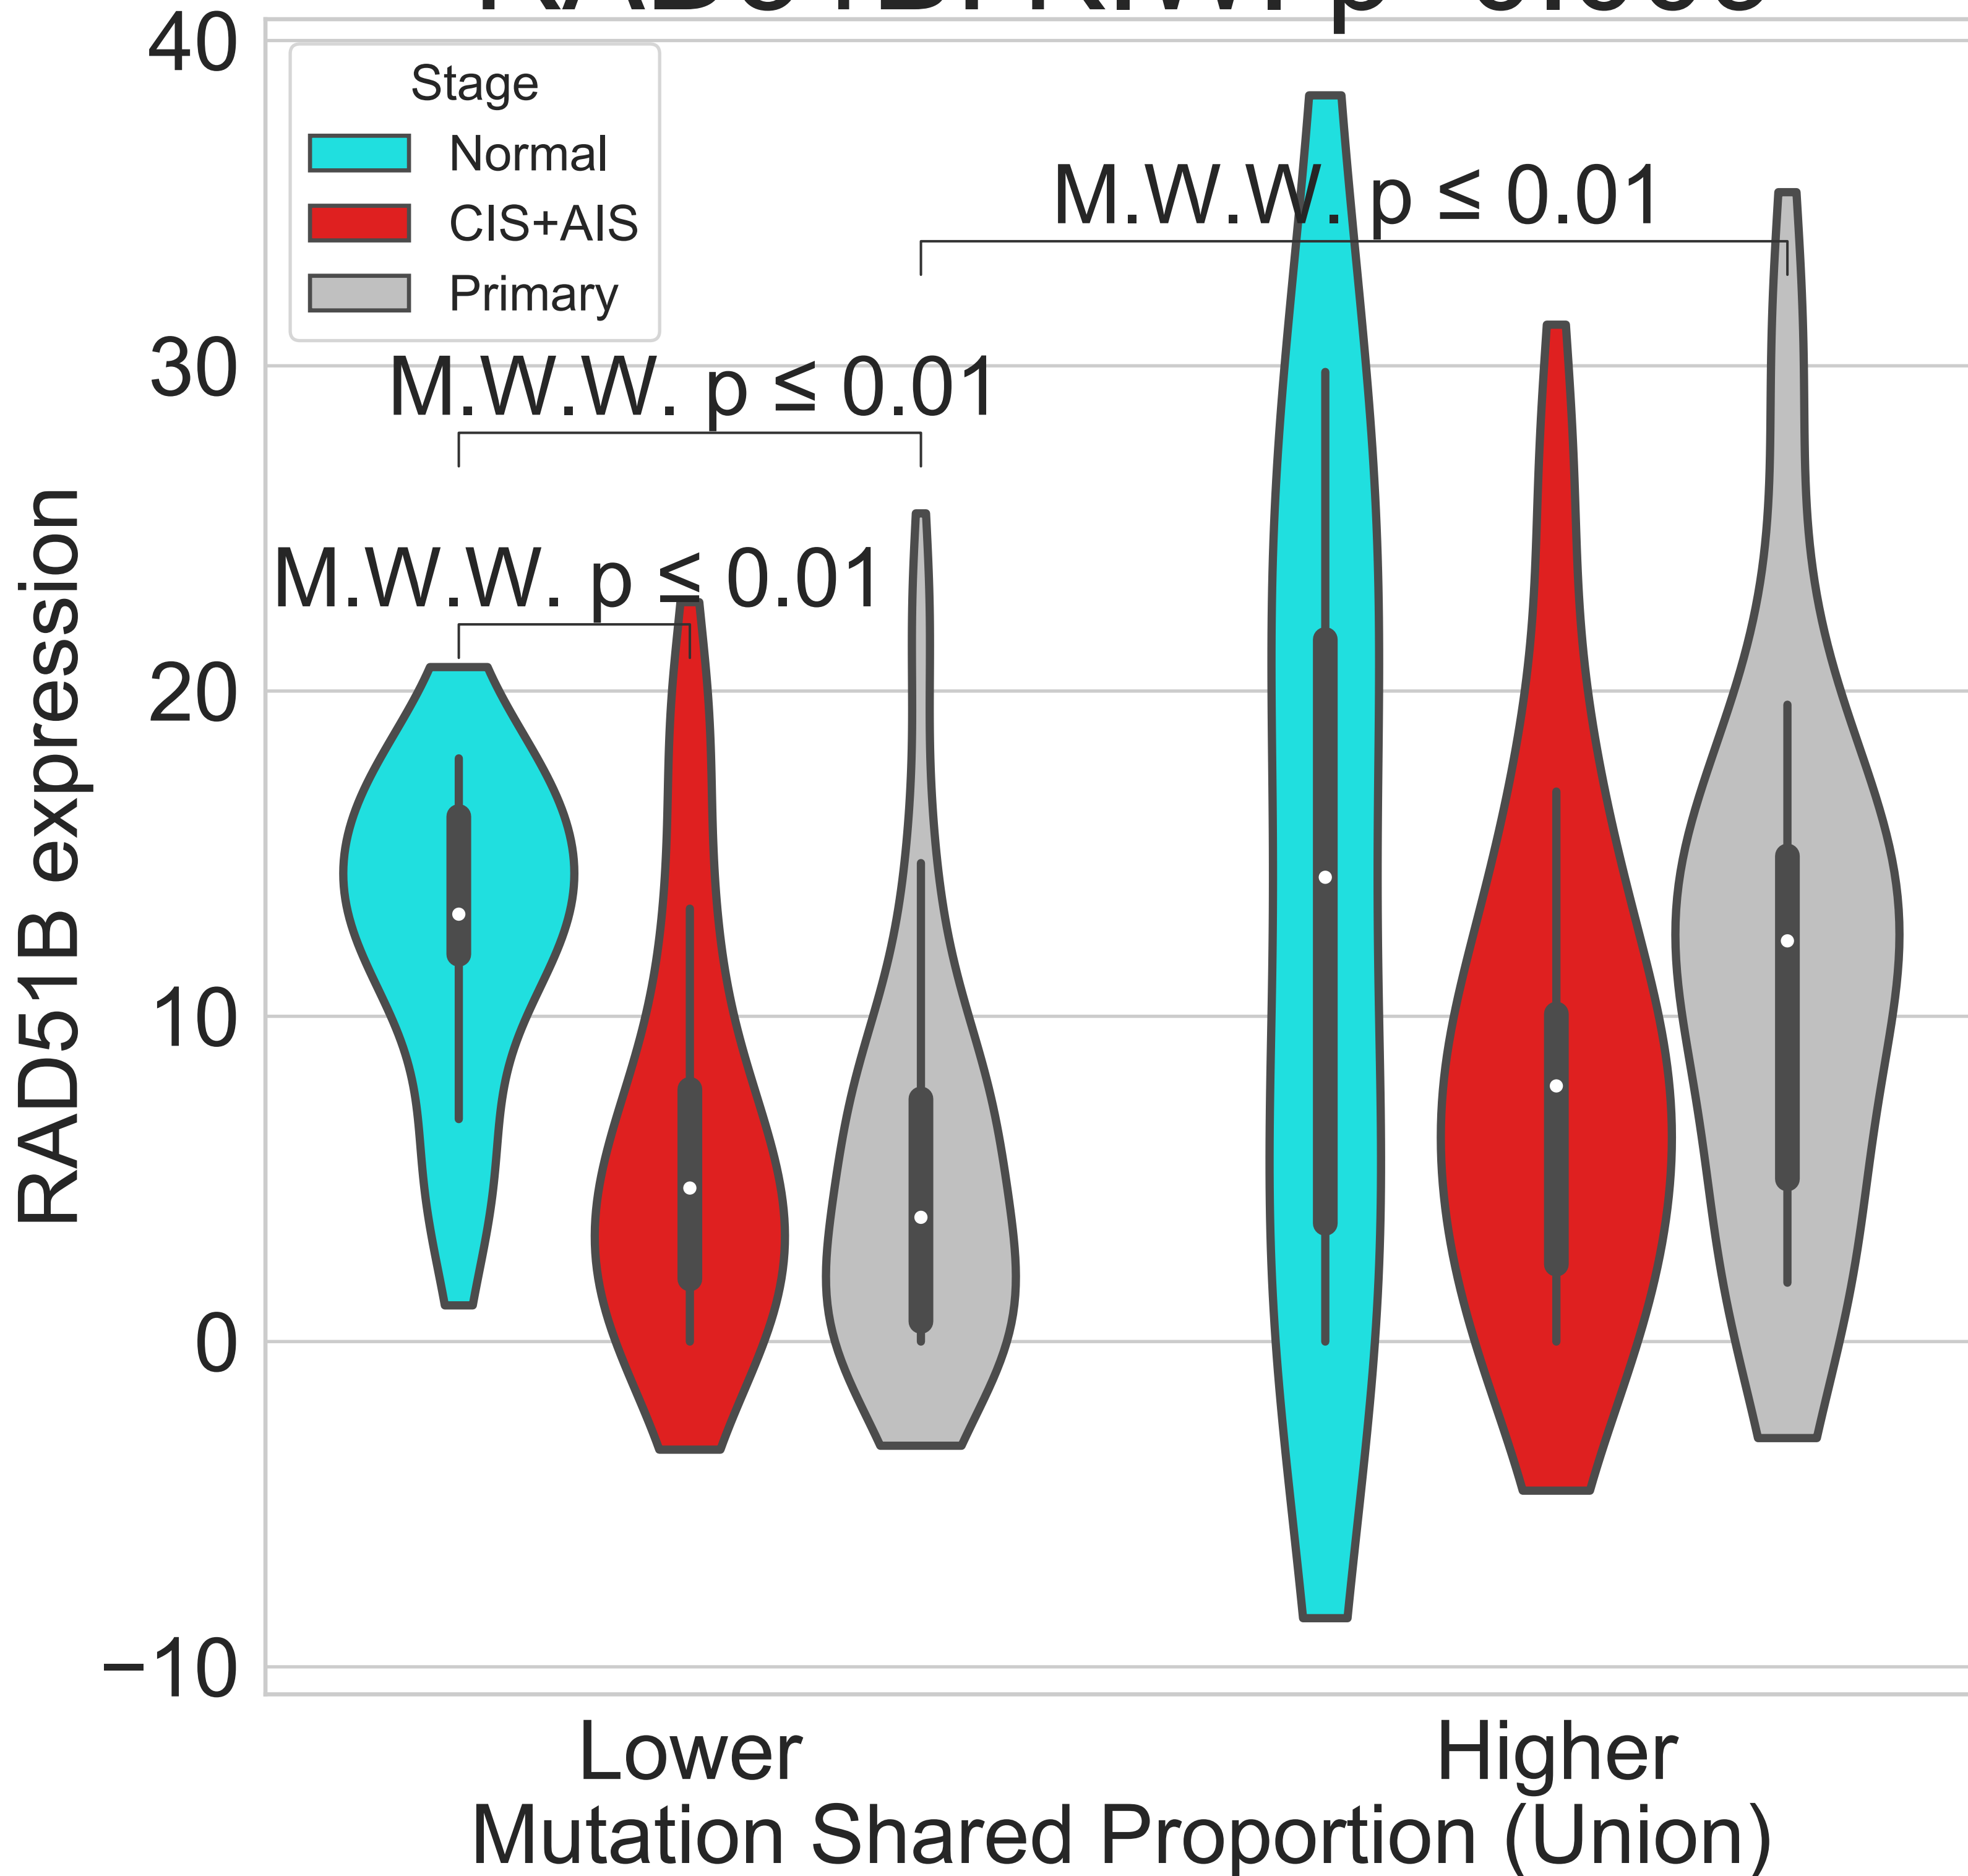 40
Stage
Normal
CIS+AIS
Primary
M.W.W. p ≤ 0.01
30
M.W.W. p ≤ 0.01
M.W.W. p ≤ 0.01
20
RAD51B expression
10
0
−10
Lower
Higher
Mutation Shared Proportion (Union)